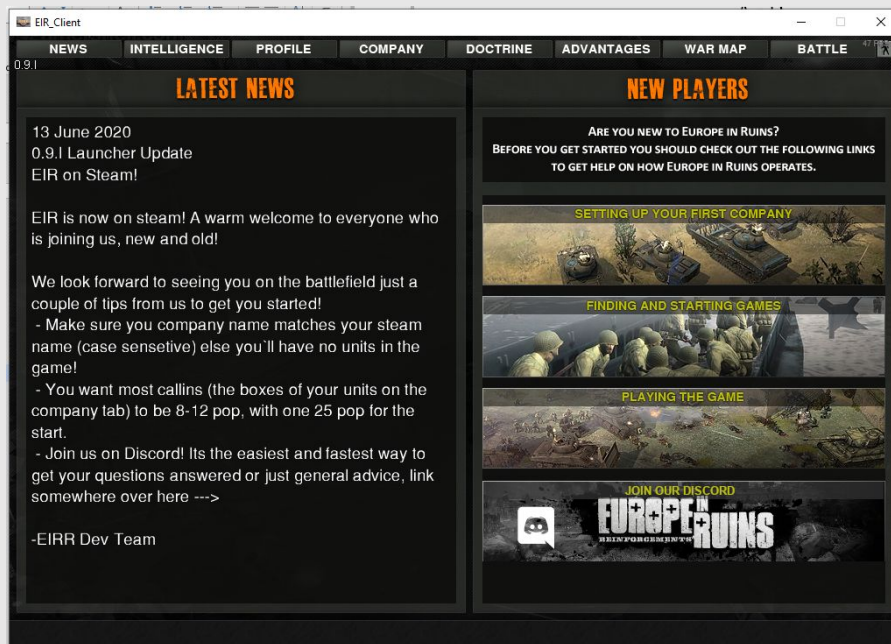 EIR_Client
NEWS
INTELLIGENCE
PROFILE
COMPANY
DOCTRINE
ADVANTAGES
WAR MAP
BATTLE
0.9.l
LATEST NEWS
13 June 2020
0.9.l Launcher Update
EIR on Steam!
EIR is now on steam! A warm welcome to everyone who
is joining us, new and old!
We look forward to seeing you on the battlefield just a
couple of tips from us to get you started!
- Make sure you company name matches your steam
name (case sensetive) else you`ll have no units in the
game!
- You want most callins (the boxes of your units on the
company tab) to be 8-12 pop, with one 25 pop for the
start.
- Join us on Discord! Its the easiest and fastest way to
get your questions answered or just general advice, link
somewhere over here --->
-EIRR Dev Team
NEW PLAYERS
ARE YOU NEW TO EUROPE IN RUINS?
BEFORE YOU GET STARTED YOU SHOULD CHECK OUT THE FOLLOWING LINKS
TO GET HELP ON HOW EUROPE IN RUINS OPERATES.
SETTING UP YOUR FIRST COMPANY
FINDING AND STARTING GAMES
PLAYING THE GAME
JOIN OUR DISCORD
EUROPE IN RUINS
REINFORCEMENTS